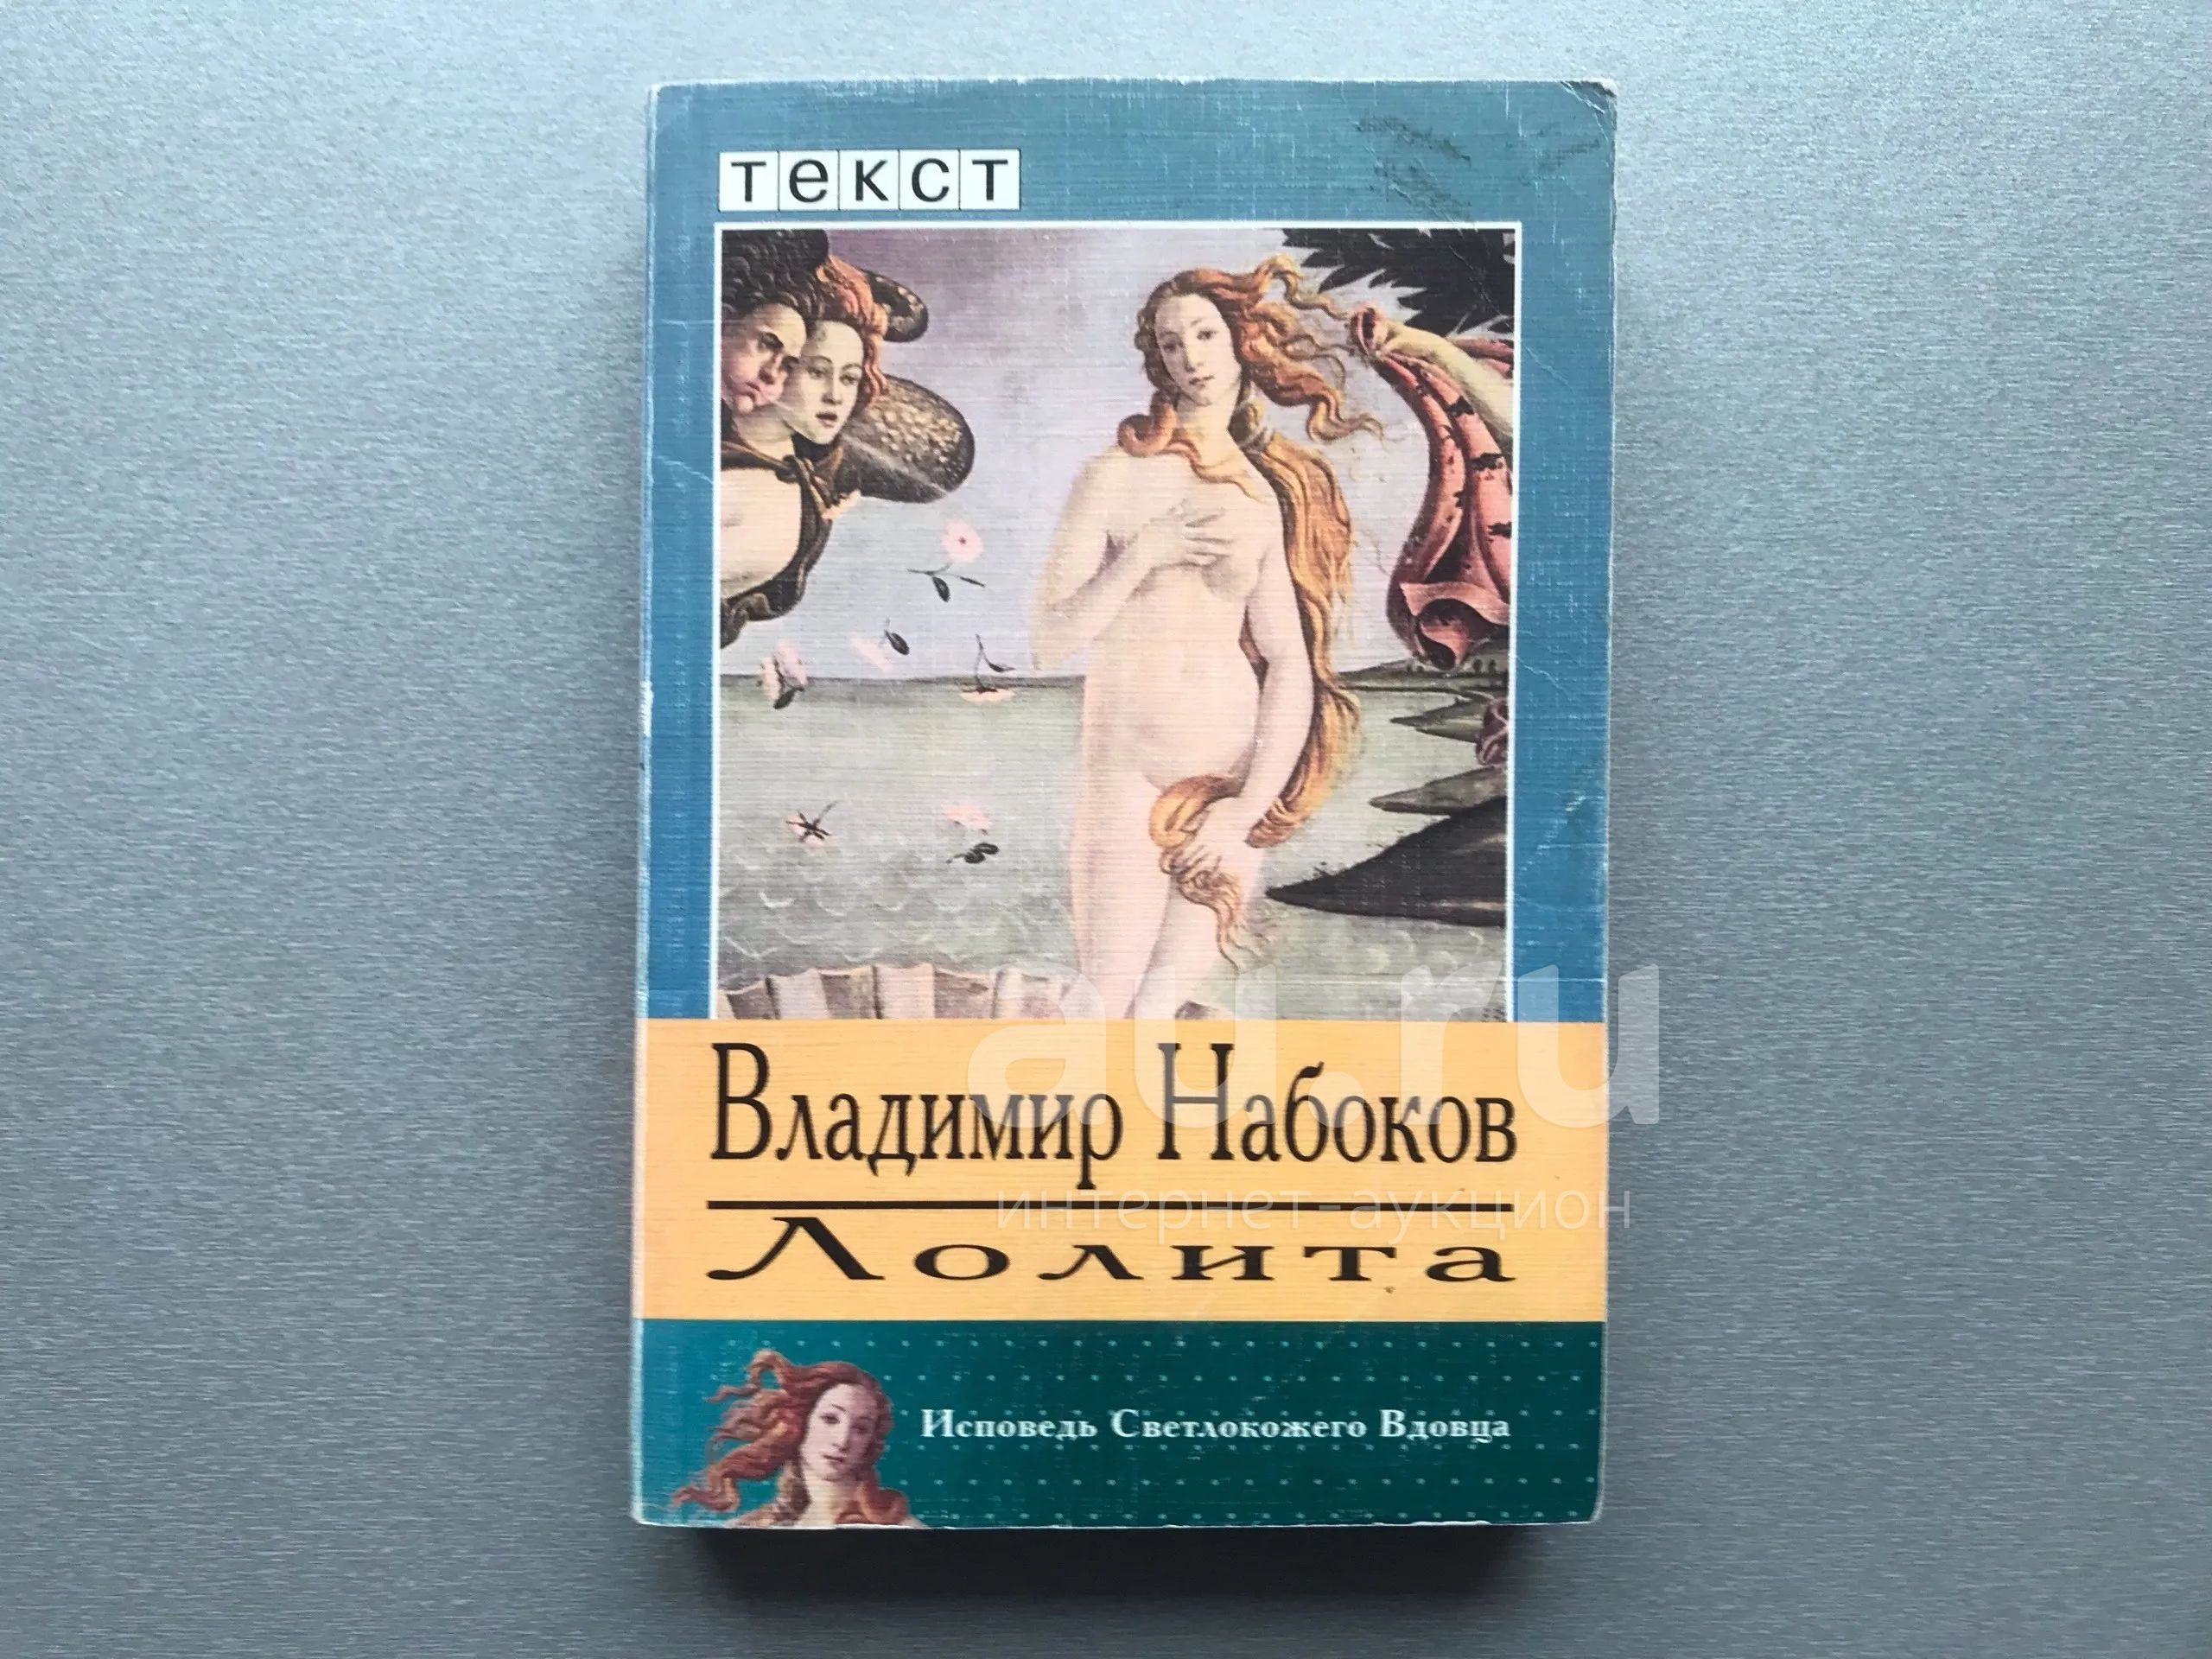 текст
Владимир Набоков
Лолита
Исповедь Светлокожего Вдовца
au.ru
интернет-аукцион